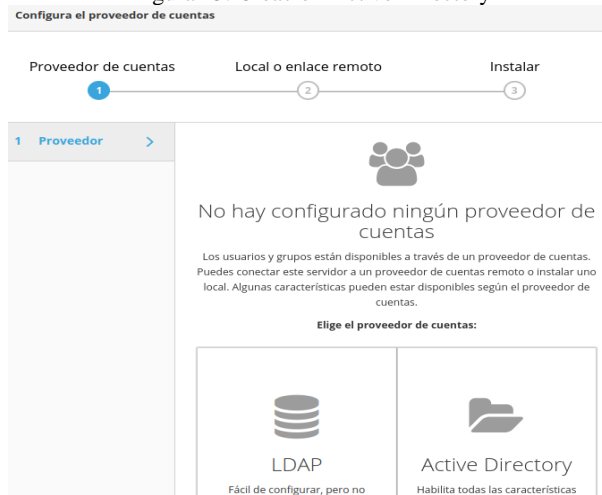 Configura el proveedor de cuentas
Proveedor de cuentas Local o enlace remoto Instalar
1 2 3
1 Proveedor
No hay configurado ningún proveedor de
cuentas
Los usuarios y grupos están disponibles a través de un proveedor de cuentas.
Puedes conectar este servidor a un proveedor de cuentas remoto o instalar uno
local. Algunas características pueden estar disponibles según el proveedor de
cuentas.
Elige el proveedor de cuentas:
LDAP
Fácil de configurar, pero no
Active Directory
Habilita todas las características